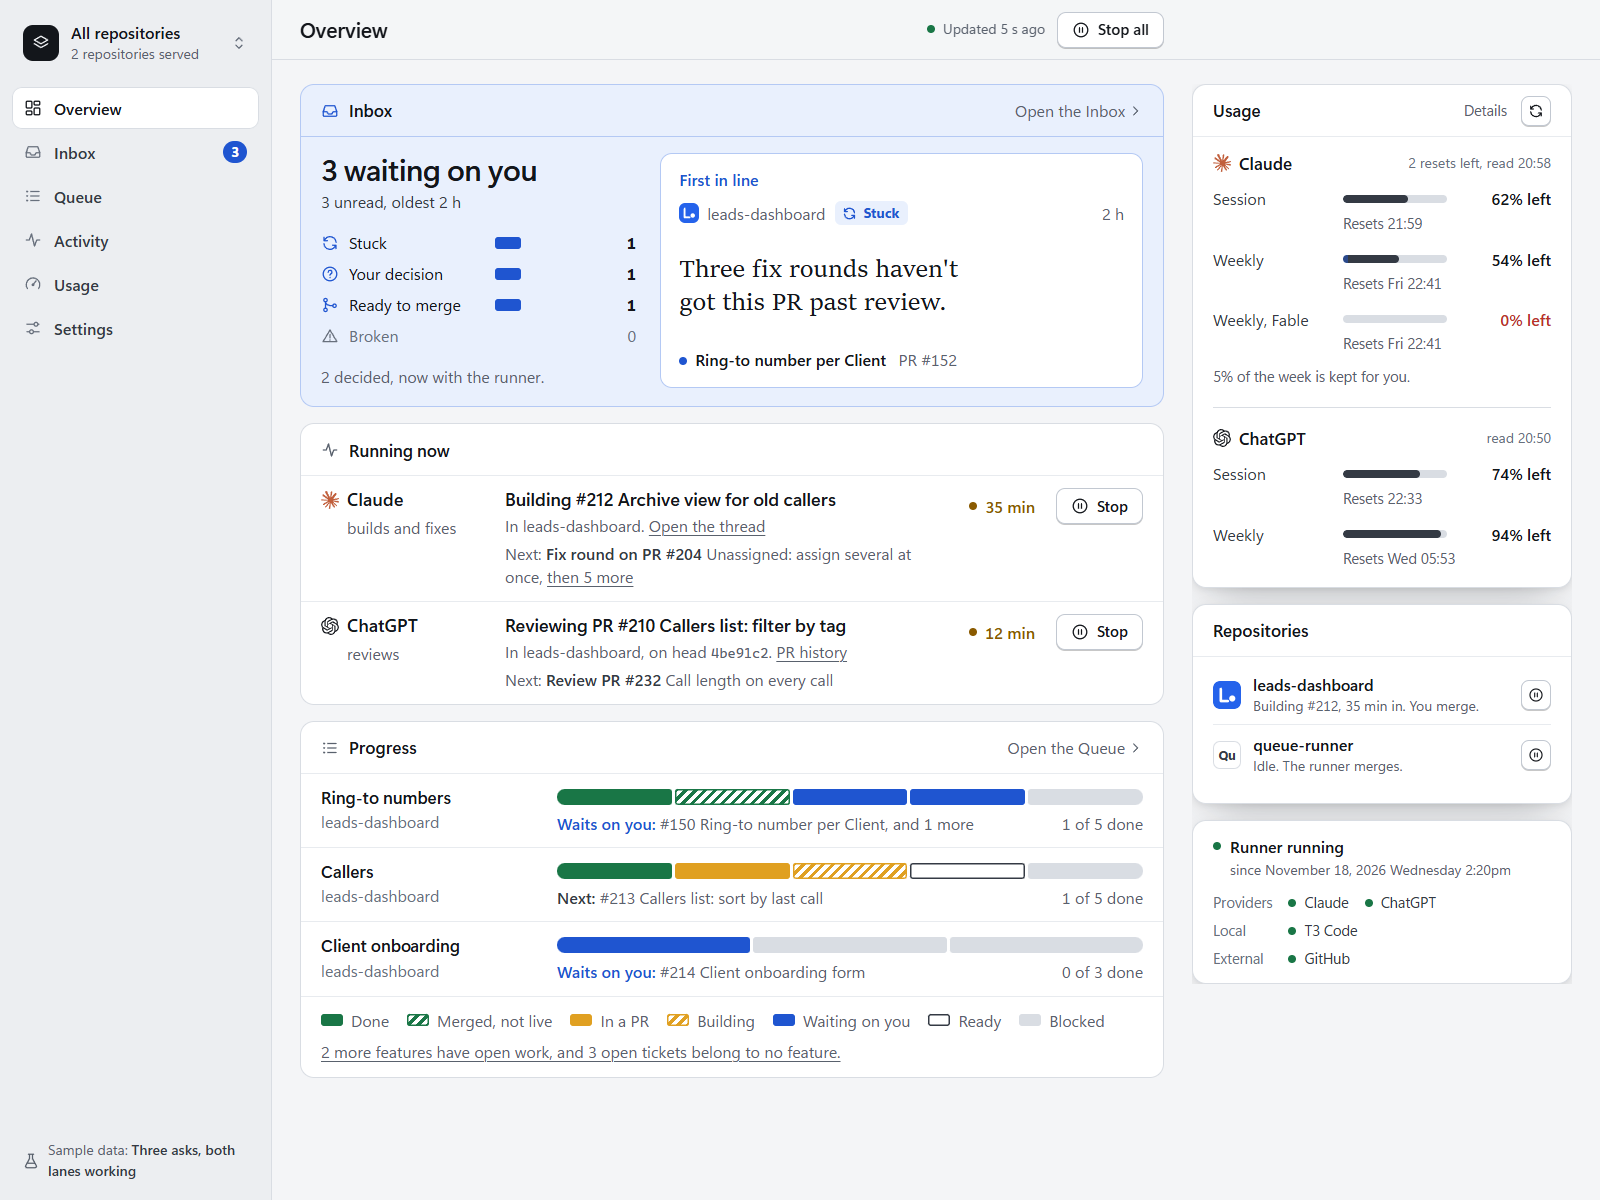 All repositories
2 repositories served
Overview
Inbox
3
Queue
Activity
Usage
Settings
Sample data: Three asks, both
lanes working
Overview
Updated 5 s ago
Stop all
Inbox
Open the Inbox
3 waiting on you
3 unread, oldest 2 h
Stuck
1
Your decision
1
Ready to merge
1
Broken
0
2 decided, now with the runner.
First in line
L. leads-dashboard
Stuck
2 h
Three fix rounds haven't
got this PR past review.
Ring-to number per Client PR #152
Running now
Claude
builds and fixes
Building #212 Archive view for old callers
In leads-dashboard. Open the thread
Next: Fix round on PR #204 Unassigned: assign several at
once, then 5 more
35 min
Stop
ChatGPT
reviews
Reviewing PR #210 Callers list: filter by tag
In leads-dashboard, on head 4be91c2. PR history
Next: Review PR #232 Call length on every call
12 min
Stop
Progress
Open the Queue
Ring-to numbers
leads-dashboard
Waits on you: #150 Ring-to number per Client, and 1 more
1 of 5 done
Callers
leads-dashboard
Next: #213 Callers list: sort by last call
1 of 5 done
Client onboarding
leads-dashboard
Waits on you: #214 Client onboarding form
0 of 3 done
Done
Merged, not live
In a PR
Building
Waiting on you
Ready
Blocked
2 more features have open work, and 3 open tickets belong to no feature.
Usage
Details
Claude
2 resets left, read 20:58
Session
62% left
Resets 21:59
Weekly
54% left
Resets Fri 22:41
Weekly, Fable
0% left
Resets Fri 22:41
5% of the week is kept for you.
ChatGPT
read 20:50
Session
74% left
Resets 22:33
Weekly
94% left
Resets Wed 05:53
Repositories
L.
leads-dashboard
Building #212, 35 min in. You merge.
Qu
queue-runner
Idle. The runner merges.
Runner running
since November 18, 2026 Wednesday 2:20pm
Providers
Claude
ChatGPT
Local
T3 Code
External
GitHub